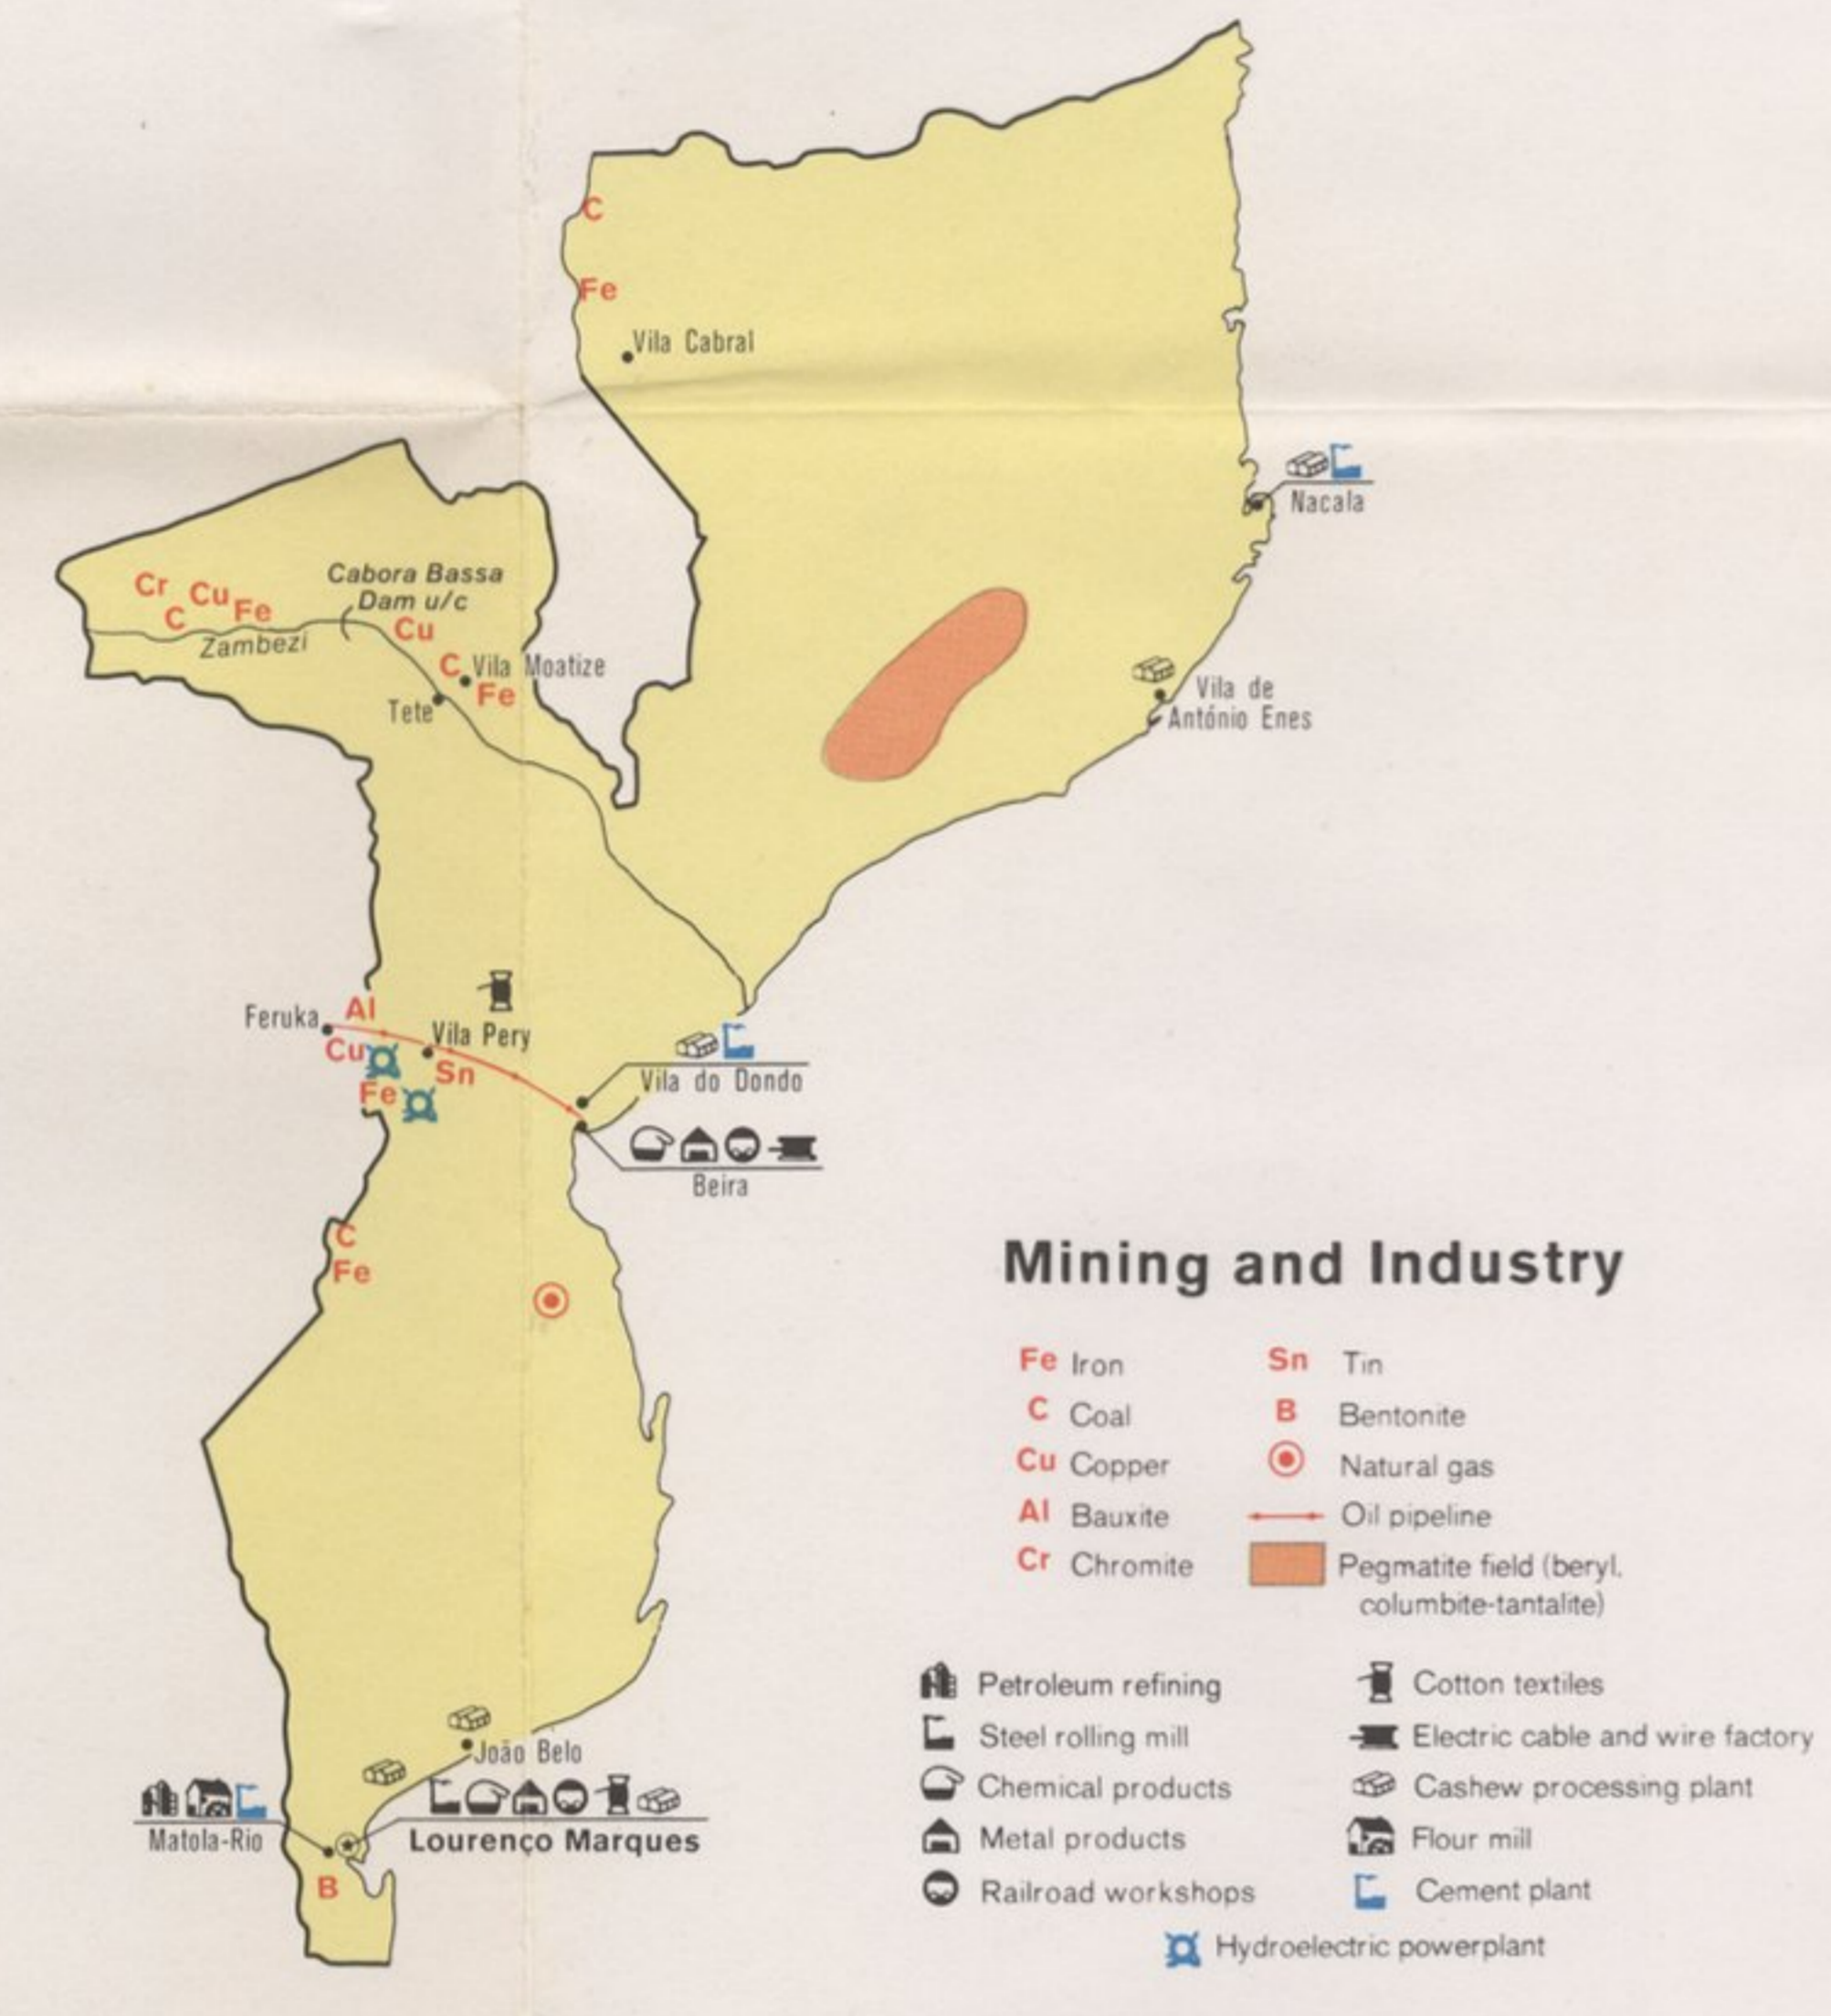 C
Fe
Vila Cabral
Nacala
Cabora Bassa
Dam u/c
Cr
Cu
C
Fe
Zambezi
Cu
C
Vila Moatize
Fe
Tete
Vila de
António Enes
Feruka
Al
Vila Pery
Cu
Sn
Fe
Vila do Dondo
Beira
C
Fe
João Belo
Matola-Rio
Lourenço Marques
B
Mining and Industry
Fe Iron
C Coal
Cu Copper
Al Bauxite
Cr Chromite
Sn Tin
B Bentonite
Natural gas
Oil pipeline
Pegmatite field (beryl,
columbite-tantalite)
Petroleum refining
Steel rolling mill
Chemical products
Metal products
Railroad workshops
Cotton textiles
Electric cable and wire factory
Cashew processing plant
Flour mill
Cement plant
Hydroelectric powerplant